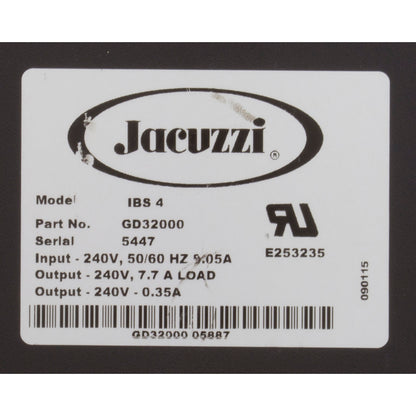 Jacuzzi ®
Model IBS 4
Part No. GD32000
Serial 5447
Input - 240V, 50/60 HZ 9.05A
Output - 240V, 7.7 A LOAD
Output - 240V - 0.35A
RU
E253235
090115
GD32000 05887